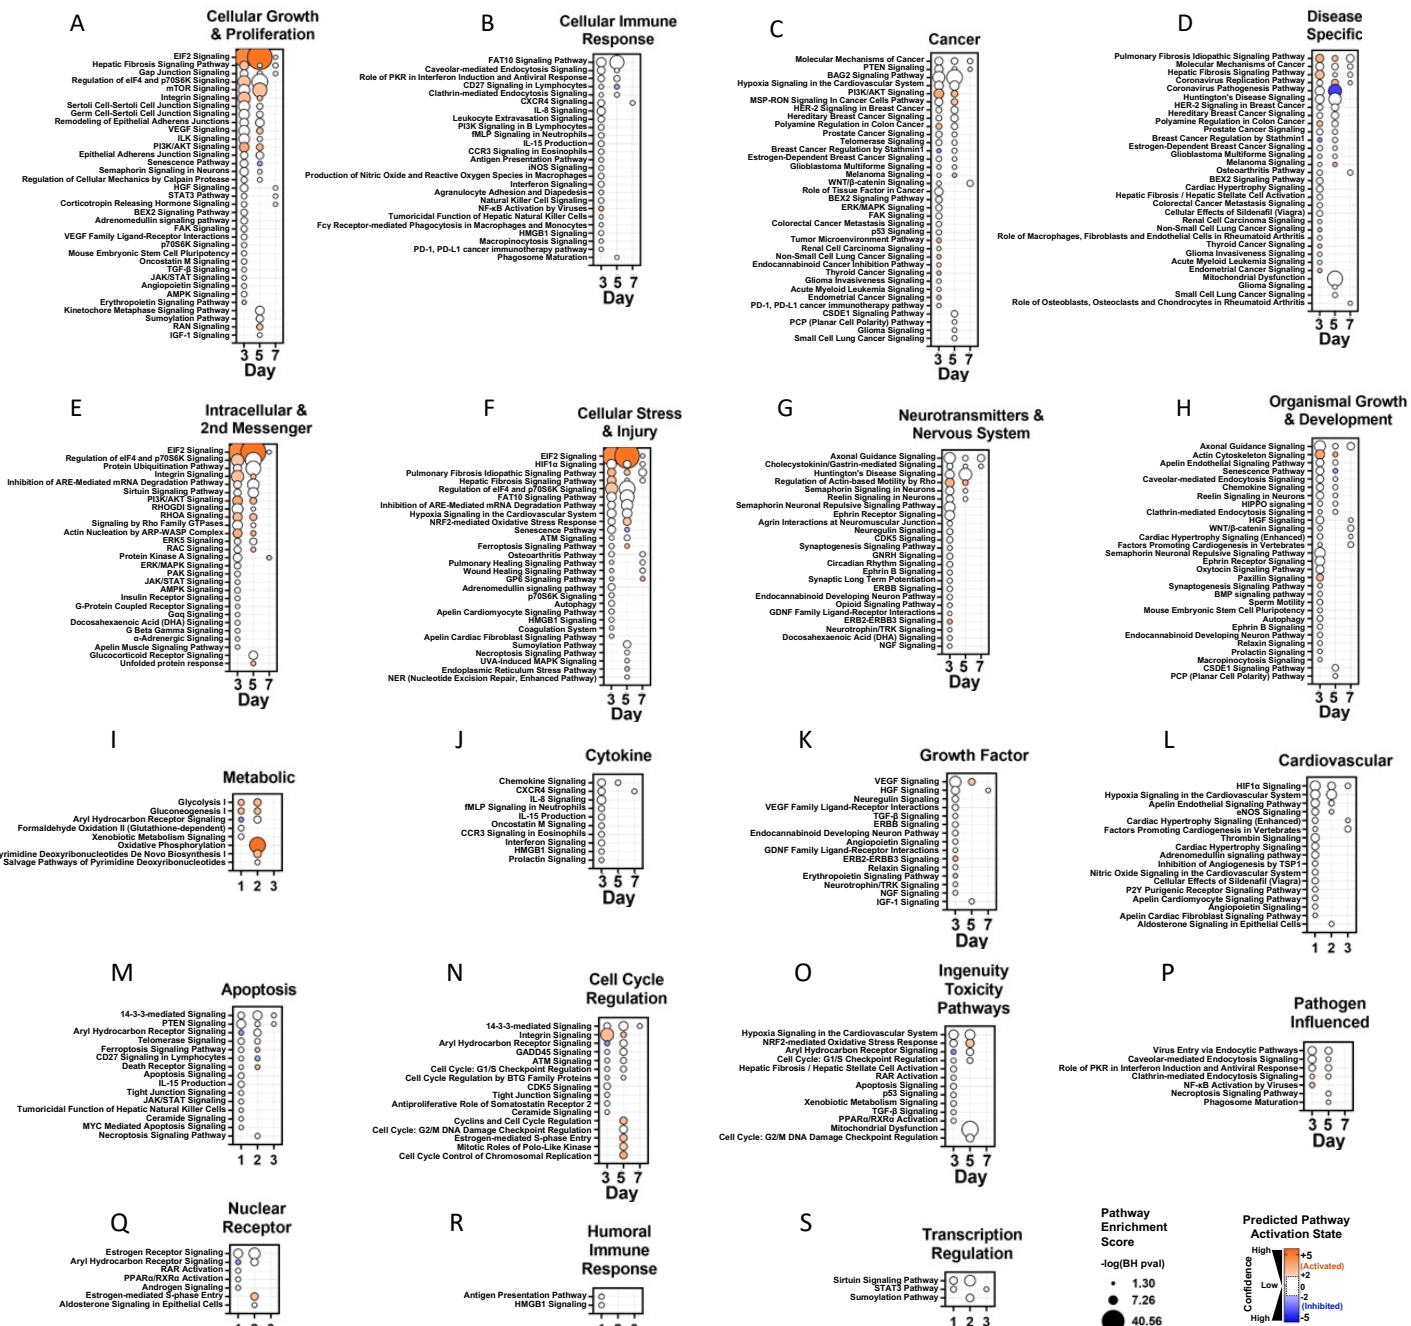 A
Cellular Growth
& Proliferation
EIF2 Signaling
Hepatic Fibrosis Signaling Pathway
Gap Junction Signaling
Regulation of eIF4 and p70S6K Signaling
mTOR Signaling
Integrin Signaling
Sertoli Cell-Sertoli Cell Junction Signaling
Germ Cell-Sertoli Cell Junction Signaling
Remodeling of Epithelial Adherens Junctions
VEGF Signaling
ILK Signaling
PI3K/AKT Signaling
Epithelial Adherens Junction Signaling
Senescence Pathway
Semaphorin Signaling in Neurons
Regulation of Cellular Mechanics by Calpain Protease
HGF Signaling
STAT3 Pathway
Corticotropin Releasing Hormone Signaling
BEX2 Signaling Pathway
Adrenomedullin signaling pathway
FAK Signaling
VEGF Family Ligand-Receptor Interactions
p70S6K Signaling
Mouse Embryonic Stem Cell Pluripotency
Oncostatin M Signaling
TGF-β Signaling
JAK/STAT Signaling
Angiopoietin Signaling
AMPK Signaling
Erythropoietin Signaling Pathway
Kinetochore Metaphase Signaling Pathway
Sumoylation Pathway
RAN Signaling
IGF-1 Signaling
3 5 7
Day
B
Cellular Immune
Response
FAT10 Signaling Pathway
Caveolar-mediated Endocytosis Signaling
Role of PKR in Interferon Induction and Antiviral Response
CD27 Signaling in Lymphocytes
Clathrin-mediated Endocytosis Signaling
CXCR4 Signaling
IL-8 Signaling
Leukocyte Extravasation Signaling
PI3K Signaling in B Lymphocytes
fMLP Signaling in Neutrophils
IL-15 Production
CCR3 Signaling in Eosinophils
Antigen Presentation Pathway
iNOS Signaling
Production of Nitric Oxide and Reactive Oxygen Species in Macrophages
Interferon Signaling
Agranulocyte Adhesion and Diapedesis
Natural Killer Cell Signaling
NF-κB Activation by Viruses
Tumoricidal Function of Hepatic Natural Killer Cells
Fcγ Receptor-mediated Phagocytosis in Macrophages and Monocytes
HMGB1 Signaling
Macropinocytosis Signaling
PD-1, PD-L1 cancer immunotherapy pathway
Phagosome Maturation
3 5 7
Day
C
Cancer
Molecular Mechanisms of Cancer
PTEN Signaling
BAG2 Signaling Pathway
Hypoxia Signaling in the Cardiovascular System
PI3K/AKT Signaling
MSP-RON Signaling In Cancer Cells Pathway
HER-2 Signaling in Breast Cancer
Hereditary Breast Cancer Signaling
Polyamine Regulation in Colon Cancer
Prostate Cancer Signaling
Telomerase Signaling
Breast Cancer Regulation by Stathmin1
Estrogen-Dependent Breast Cancer Signaling
Glioblastoma Multiforme Signaling
Melanoma Signaling
WNT/β-catenin Signaling
Role of Tissue Factor in Cancer
BEX2 Signaling Pathway
ERK/MAPK Signaling
FAK Signaling
Colorectal Cancer Metastasis Signaling
p53 Signaling
Tumor Microenvironment Pathway
Renal Cell Carcinoma Signaling
Non-Small Cell Lung Cancer Signaling
Endocannabinoid Cancer Inhibition Pathway
Thyroid Cancer Signaling
Glioma Invasiveness Signaling
Acute Myeloid Leukemia Signaling
Endometrial Cancer Signaling
PD-1, PD-L1 cancer immunotherapy pathway
CSDE1 Signaling Pathway
PCP (Planar Cell Polarity) Pathway
Glioma Signaling
Small Cell Lung Cancer Signaling
3 5 7
Day
D
Disease
Specific
Pulmonary Fibrosis Idiopathic Signaling Pathway
Molecular Mechanisms of Cancer
Hepatic Fibrosis Signaling Pathway
Coronavirus Replication Pathway
Coronavirus Pathogenesis Pathway
Huntington's Disease Signaling
HER-2 Signaling in Breast Cancer
Hereditary Breast Cancer Signaling
Polyamine Regulation in Colon Cancer
Prostate Cancer Signaling
Breast Cancer Regulation by Stathmin1
Estrogen-Dependent Breast Cancer Signaling
Glioblastoma Multiforme Signaling
Melanoma Signaling
Osteoarthritis Pathway
BEX2 Signaling Pathway
Cardiac Hypertrophy Signaling
Hepatic Fibrosis / Hepatic Stellate Cell Activation
Colorectal Cancer Metastasis Signaling
Cellular Effects of Sildenafil (Viagra)
Renal Cell Carcinoma Signaling
Non-Small Cell Lung Cancer Signaling
Role of Macrophages, Fibroblasts and Endothelial Cells in Rheumatoid Arthritis
Thyroid Cancer Signaling
Glioma Invasiveness Signaling
Acute Myeloid Leukemia Signaling
Endometrial Cancer Signaling
Mitochondrial Dysfunction
Glioma Signaling
Small Cell Lung Cancer Signaling
Role of Osteoblasts, Osteoclasts and Chondrocytes in Rheumatoid Arthritis
3 5 7
Day
E
Intracellular &
2nd Messenger
EIF2 Signaling
Regulation of eIF4 and p70S6K Signaling
Protein Ubiquitination Pathway
Integrin Signaling
Inhibition of ARE-Mediated mRNA Degradation Pathway
Sirtuin Signaling Pathway
PI3K/AKT Signaling
RHOGDI Signaling
RHOA Signaling
Signaling by Rho Family GTPases
Actin Nucleation by ARP-WASP Complex
ERK5 Signaling
RAC Signaling
Protein Kinase A Signaling
ERK/MAPK Signaling
PAK Signaling
JAK/STAT Signaling
AMPK Signaling
Insulin Receptor Signaling
G-Protein Coupled Receptor Signaling
Gαq Signaling
Docosahexaenoic Acid (DHA) Signaling
G Beta Gamma Signaling
α-Adrenergic Signaling
Apelin Muscle Signaling Pathway
Glucocorticoid Receptor Signaling
Unfolded protein response
3 5 7
Day
F
Cellular Stress
& Injury
EIF2 Signaling
HIF1α Signaling
Pulmonary Fibrosis Idiopathic Signaling Pathway
Hepatic Fibrosis Signaling Pathway
Regulation of eIF4 and p70S6K Signaling
FAT10 Signaling Pathway
Inhibition of ARE-Mediated mRNA Degradation Pathway
Hypoxia Signaling in the Cardiovascular System
NRF2-mediated Oxidative Stress Response
Senescence Pathway
ATM Signaling
Ferroptosis Signaling Pathway
Osteoarthritis Pathway
Pulmonary Healing Signaling Pathway
Wound Healing Signaling Pathway
GP6 Signaling Pathway
Adrenomedullin signaling pathway
p70S6K Signaling
Autophagy
Apelin Cardiomyocyte Signaling Pathway
HMGB1 Signaling
Coagulation System
Apelin Cardiac Fibroblast Signaling Pathway
Sumoylation Pathway
Necroptosis Signaling Pathway
UVA-Induced MAPK Signaling
Endoplasmic Reticulum Stress Pathway
NER (Nucleotide Excision Repair, Enhanced Pathway)
3 5 7
Day
G
Neurotransmitters &
Nervous System
Axonal Guidance Signaling
Cholecystokinin/Gastrin-mediated Signaling
Huntington's Disease Signaling
Regulation of Actin-based Motility by Rho
Semaphorin Signaling in Neurons
Reelin Signaling in Neurons
Semaphorin Neuronal Repulsive Signaling Pathway
Ephrin Receptor Signaling
Agrin Interactions at Neuromuscular Junction
Neuregulin Signaling
CDK5 Signaling
Synaptogenesis Signaling Pathway
GNRH Signaling
Circadian Rhythm Signaling
Ephrin B Signaling
Synaptic Long Term Potentiation
ERBB Signaling
Endocannabinoid Developing Neuron Pathway
Opioid Signaling Pathway
GDNF Family Ligand-Receptor Interactions
ERB2-ERBB3 Signaling
Neurotrophin/TRK Signaling
Docosahexaenoic Acid (DHA) Signaling
NGF Signaling
3 5 7
Day
H
Organismal Growth
& Development
Axonal Guidance Signaling
Actin Cytoskeleton Signaling
Apelin Endothelial Signaling Pathway
Senescence Pathway
Caveolar-mediated Endocytosis Signaling
Chemokine Signaling
Reelin Signaling in Neurons
HIPPO signaling
Clathrin-mediated Endocytosis Signaling
HGF Signaling
WNT/β-catenin Signaling
Cardiac Hypertrophy Signaling (Enhanced)
Factors Promoting Cardiogenesis in Vertebrates
Semaphorin Neuronal Repulsive Signaling Pathway
Ephrin Receptor Signaling
Oxytocin Signaling Pathway
Paxillin Signaling
Synaptogenesis Signaling Pathway
BMP signaling pathway
Sperm Motility
Mouse Embryonic Stem Cell Pluripotency
Autophagy
Ephrin B Signaling
Endocannabinoid Developing Neuron Pathway
Relaxin Signaling
Prolactin Signaling
Macropinocytosis Signaling
CSDE1 Signaling Pathway
PCP (Planar Cell Polarity) Pathway
3 5 7
Day
I
Metabolic
Glycolysis I
Gluconeogenesis I
Aryl Hydrocarbon Receptor Signaling
Formaldehyde Oxidation II (Glutathione-dependent)
Xenobiotic Metabolism Signaling
Oxidative Phosphorylation
yrimidine Deoxyribonucleotides De Novo Biosynthesis I
Salvage Pathways of Pyrimidine Deoxyribonucleotides
1 2 3
J
Cytokine
Chemokine Signaling
CXCR4 Signaling
IL-8 Signaling
fMLP Signaling in Neutrophils
IL-15 Production
Oncostatin M Signaling
CCR3 Signaling in Eosinophils
Interferon Signaling
HMGB1 Signaling
Prolactin Signaling
3 5 7
Day
K
Growth Factor
VEGF Signaling
HGF Signaling
Neuregulin Signaling
VEGF Family Ligand-Receptor Interactions
TGF-β Signaling
ERBB Signaling
Endocannabinoid Developing Neuron Pathway
Angiopoietin Signaling
GDNF Family Ligand-Receptor Interactions
ERB2-ERBB3 Signaling
Relaxin Signaling
Erythropoietin Signaling Pathway
Neurotrophin/TRK Signaling
NGF Signaling
IGF-1 Signaling
3 5 7
Day
L
Cardiovascular
HIF1α Signaling
Hypoxia Signaling in the Cardiovascular System
Apelin Endothelial Signaling Pathway
eNOS Signaling
Cardiac Hypertrophy Signaling (Enhanced)
Factors Promoting Cardiogenesis in Vertebrates
Thrombin Signaling
Cardiac Hypertrophy Signaling
Adrenomedullin signaling pathway
Inhibition of Angiogenesis by TSP1
Nitric Oxide Signaling in the Cardiovascular System
Cellular Effects of Sildenafil (Viagra)
P2Y Purigenic Receptor Signaling Pathway
Apelin Cardiomyocyte Signaling Pathway
Angiopoietin Signaling
Apelin Cardiac Fibroblast Signaling Pathway
Aldosterone Signaling in Epithelial Cells
1 2 3
M
Apoptosis
14-3-3-mediated Signaling
PTEN Signaling
Aryl Hydrocarbon Receptor Signaling
Telomerase Signaling
Ferroptosis Signaling Pathway
CD27 Signaling in Lymphocytes
Death Receptor Signaling
Apoptosis Signaling
IL-15 Production
Tight Junction Signaling
JAK/STAT Signaling
Tumoricidal Function of Hepatic Natural Killer Cells
Ceramide Signaling
MYC Mediated Apoptosis Signaling
Necroptosis Signaling Pathway
1 2 3
N
Cell Cycle
Regulation
14-3-3-mediated Signaling
Integrin Signaling
Aryl Hydrocarbon Receptor Signaling
GADD45 Signaling
ATM Signaling
Cell Cycle: G1/S Checkpoint Regulation
Cell Cycle Regulation by BTG Family Proteins
CDK5 Signaling
Tight Junction Signaling
Antiproliferative Role of Somatostatin Receptor 2
Ceramide Signaling
Cyclins and Cell Cycle Regulation
Cell Cycle: G2/M DNA Damage Checkpoint Regulation
Estrogen-mediated S-phase Entry
Mitotic Roles of Polo-Like Kinase
Cell Cycle Control of Chromosomal Replication
3 5 7
Day
O
Ingenuity
Toxicity
Pathways
Hypoxia Signaling in the Cardiovascular System
NRF2-mediated Oxidative Stress Response
Aryl Hydrocarbon Receptor Signaling
Cell Cycle: G1/S Checkpoint Regulation
Hepatic Fibrosis / Hepatic Stellate Cell Activation
RAR Activation
Apoptosis Signaling
p53 Signaling
Xenobiotic Metabolism Signaling
TGF-β Signaling
PPARα/RXRα Activation
Mitochondrial Dysfunction
Cell Cycle: G2/M DNA Damage Checkpoint Regulation
3 5 7
Day
P
Pathogen
Influenced
Virus Entry via Endocytic Pathways
Caveolar-mediated Endocytosis Signaling
Role of PKR in Interferon Induction and Antiviral Response
Clathrin-mediated Endocytosis Signaling
NF-κB Activation by Viruses
Necroptosis Signaling Pathway
Phagosome Maturation
3 5 7
Day
Q
Nuclear
Receptor
Estrogen Receptor Signaling
Aryl Hydrocarbon Receptor Signaling
RAR Activation
PPARα/RXRα Activation
Androgen Signaling
Estrogen-mediated S-phase Entry
Aldosterone Signaling in Epithelial Cells
1 2 3
R
Humoral
Immune
Response
Antigen Presentation Pathway
HMGB1 Signaling
1 2 3
S
Transcription
Regulation
Sirtuin Signaling Pathway
STAT3 Pathway
Sumoylation Pathway
1 2 3
Pathway
Enrichment
Score
-log(BH pval)
1.30
7.26
40.56
Predicted Pathway
Activation State
Confidence
High
Low
High
+5
(Activated)
+2
0
-2
(Inhibited)
-5